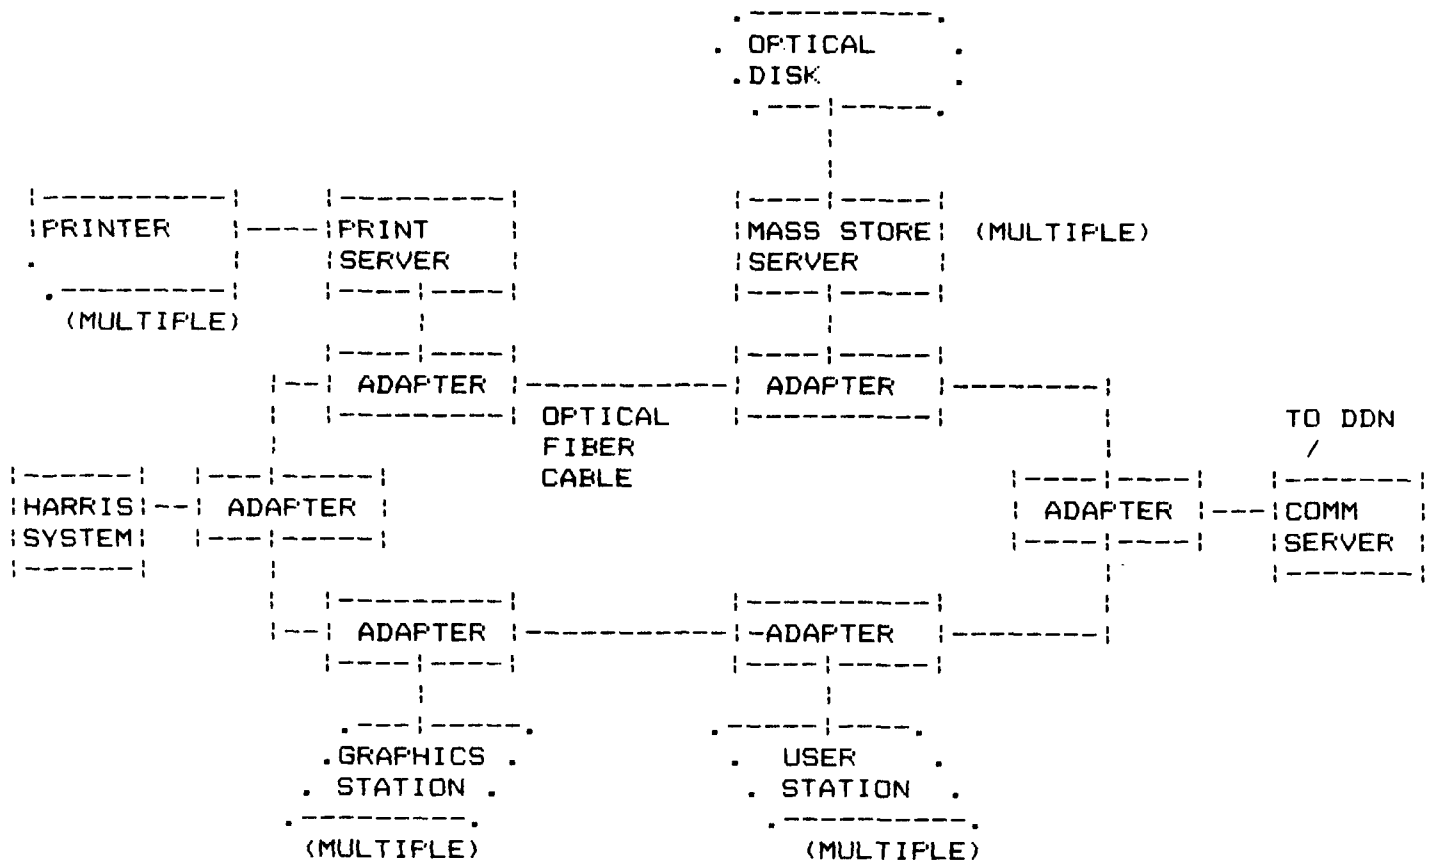 OPTICAL
DISK
PRINTER
PRINT
SERVER
MASS STORE
SERVER
(MULTIPLE)
(MULTIPLE)
ADAPTER
ADAPTER
OPTICAL
FIBER
CABLE
TO DDN
/
HARRIS
SYSTEM
ADAPTER
ADAPTER
COMM
SERVER
ADAPTER
-ADAPTER
GRAPHICS
STATION
(MULTIPLE)
USER
STATION
(MULTIPLE)